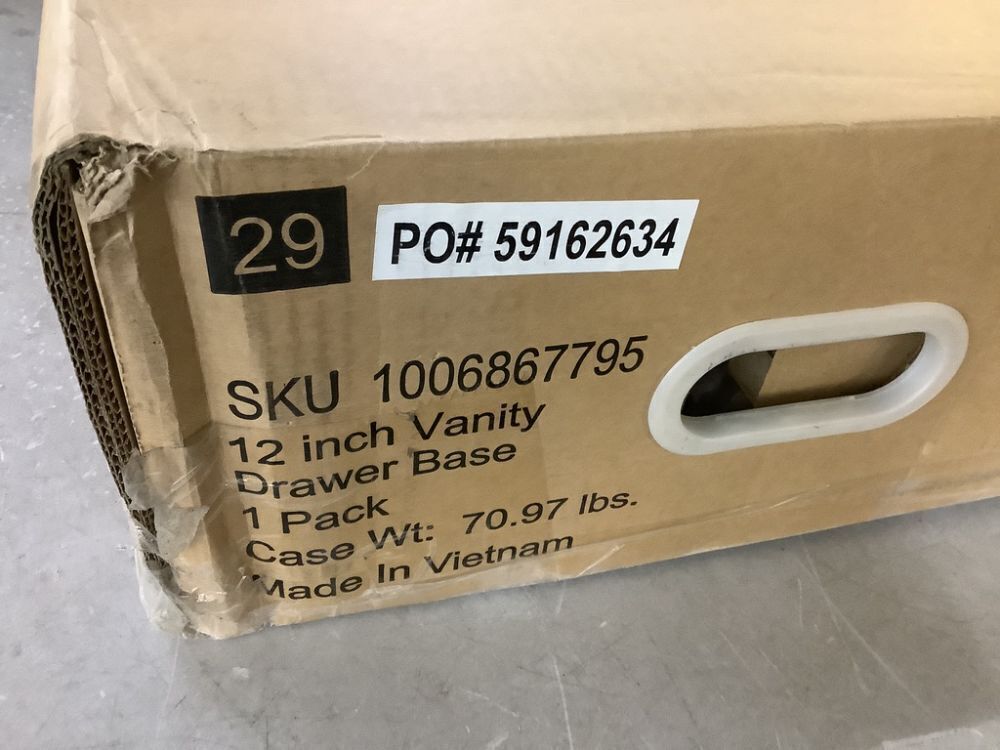 29
PO# 59162634
SKU 1006867795
12 inch Vanity
Drawer Base
1 Pack
Case Wt: 70.97 lbs.
Made In Vietnam